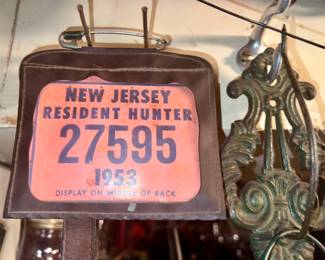 NEW JERSEY
RESIDENT HUNTER
27595
1953
DISPLAY ON MIDDLE OF BACK